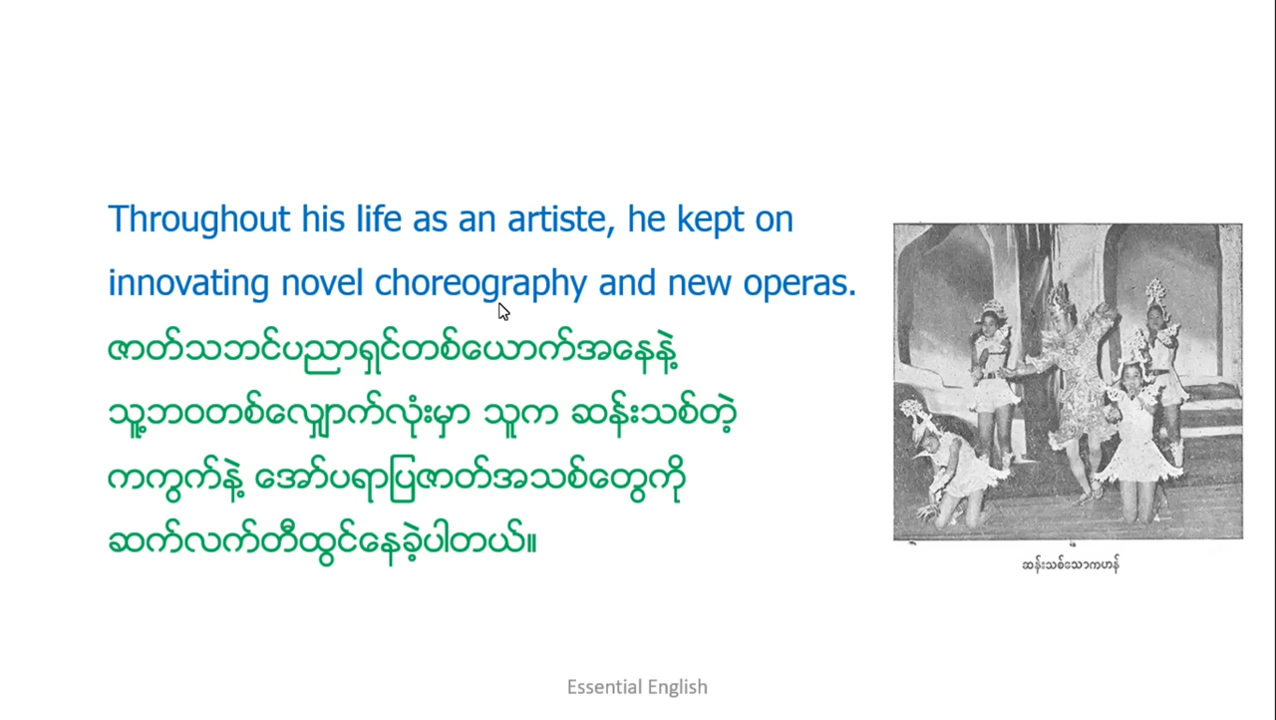 Throughout his life as an artiste, he kept on
innovating novel choreography and new operas.
ဇာတ်သဘင်ပညာရှင်တစ်ယောက်အနေနဲ့
သူ့ဘဝတစ်လျှောက်လုံးမှာ သူက ဆန်းသစ်တဲ့
ကကွက်နဲ့ အော်ပရာပြဇာတ်အသစ်တွေကို
ဆက်လက်တီထွင်နေခဲ့ပါတယ်။
ဆန်းသစ်သောကဟန်
Essential English